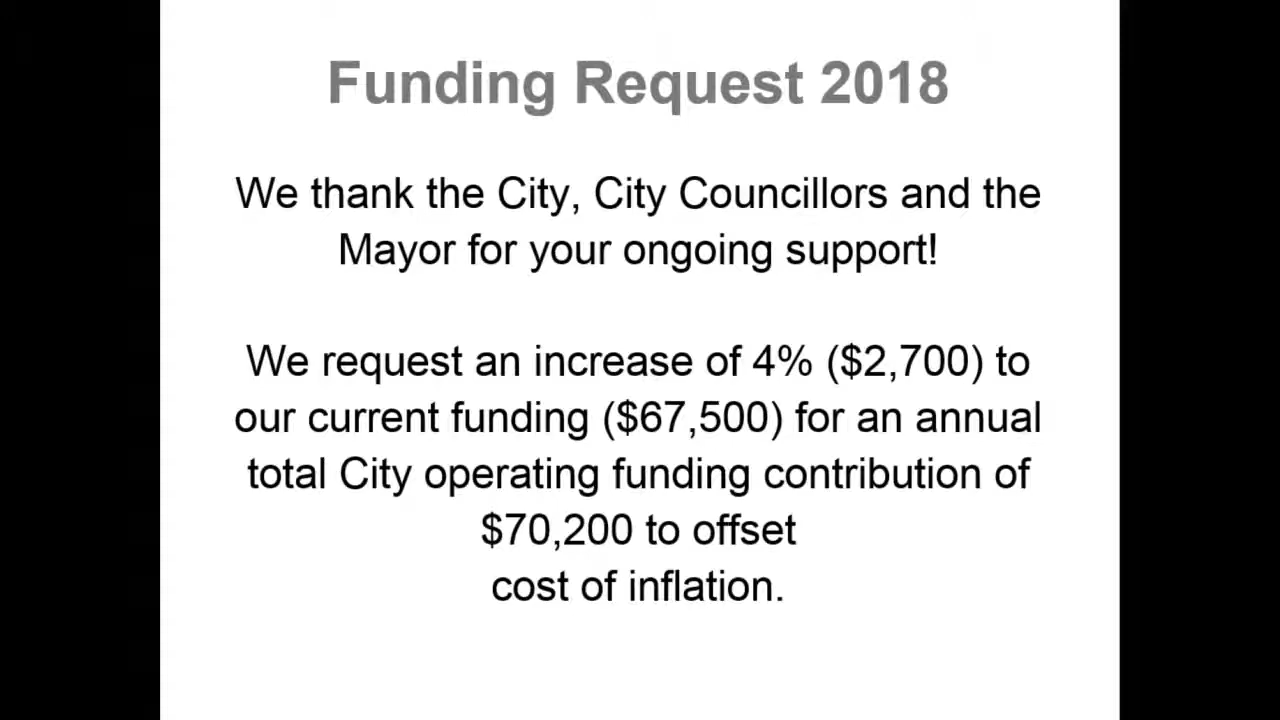 Funding Request 2018
We thank the City, City Councillors and the
Mayor for your ongoing support!
We request an increase of 4% ($2,700) to
our current funding ($67,500) for an annual
total City operating funding contribution of
$70,200 to offset
cost of inflation.